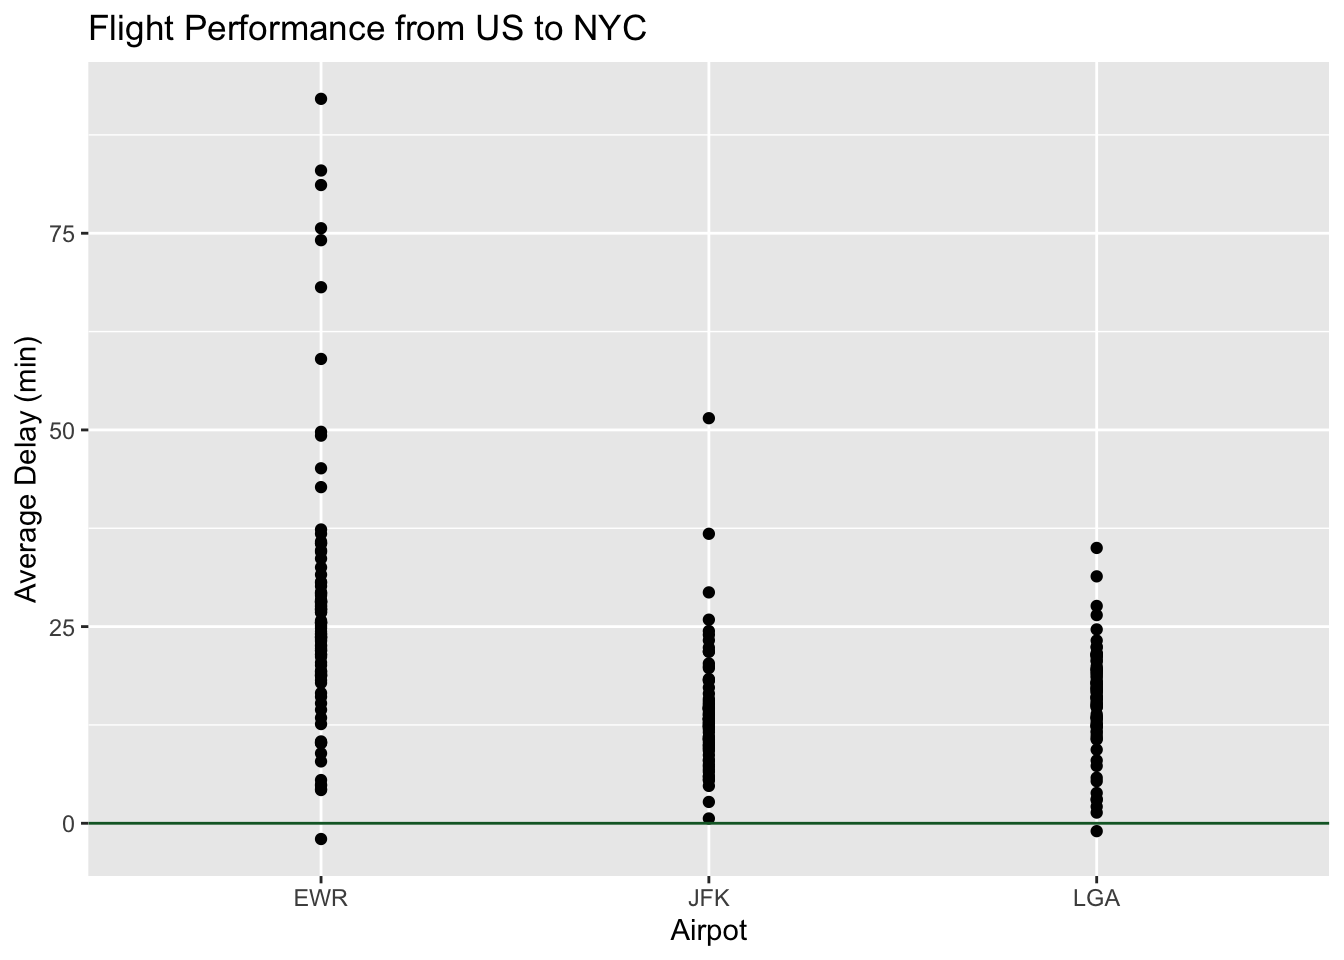 Flight Performance from US to NYC
Average Delay (min)
75
50
25
0
EWR JFK LGA
Airpot